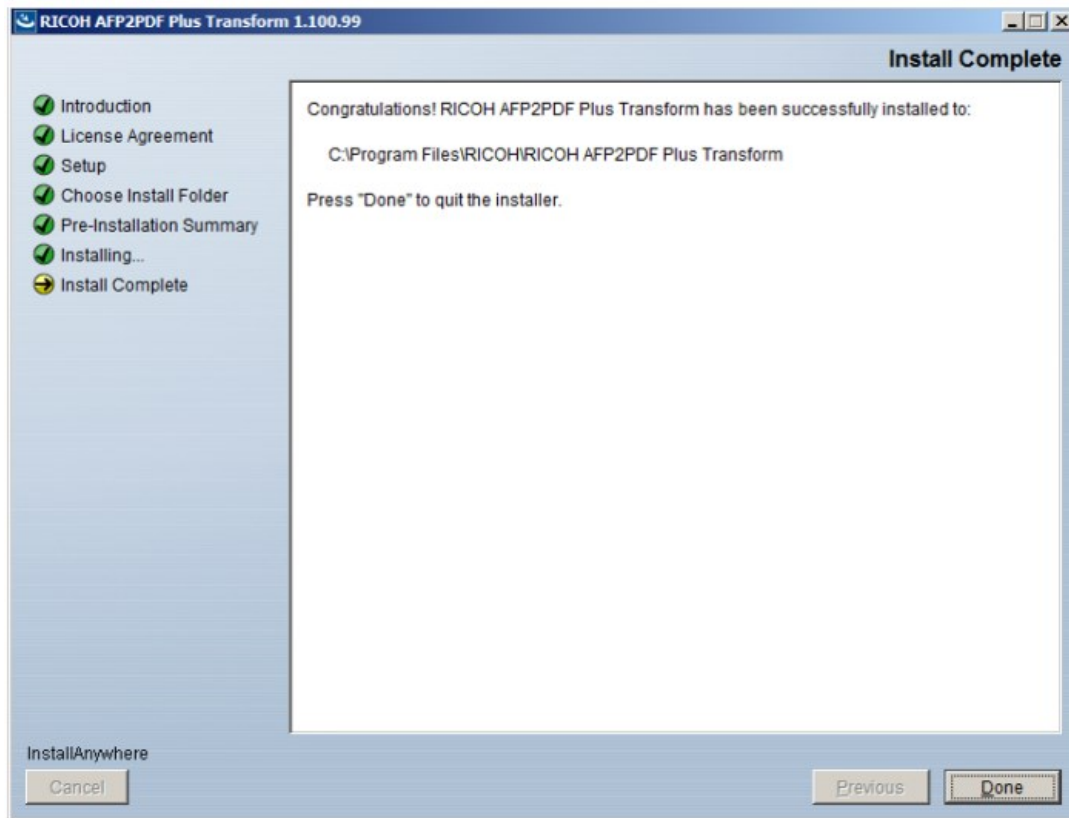 RICOH AFP2PDF Plus Transform 1.100.99
Install Complete
Introduction
License Agreement
Setup
Choose Install Folder
Pre-Installation Summary
Installing...
Install Complete
Congratulations! RICOH AFP2PDF Plus Transform has been successfully installed to:
C:\Program Files\RICOH\RICOH AFP2PDF Plus Transform
Press "Done" to quit the installer.
InstallAnywhere
Cancel
Previous
Done